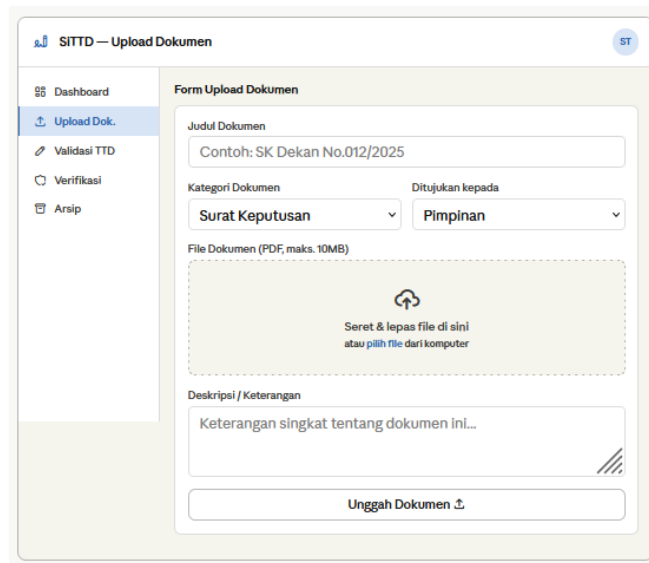 SiTTD — Upload Dokumen
ST
Dashboard
Upload Dok.
Validasi TTD
Verifikasi
Arsip
Form Upload Dokumen
Judul Dokumen
Contoh: SK Dekan No.012/2025
Kategori Dokumen
Ditujukan kepada
Surat Keputusan
Pimpinan
File Dokumen (PDF, maks. 10MB)
Seret & lepas file di sini
atau pilih file dari komputer
Deskripsi / Keterangan
Keterangan singkat tentang dokumen ini...
Unggah Dokumen